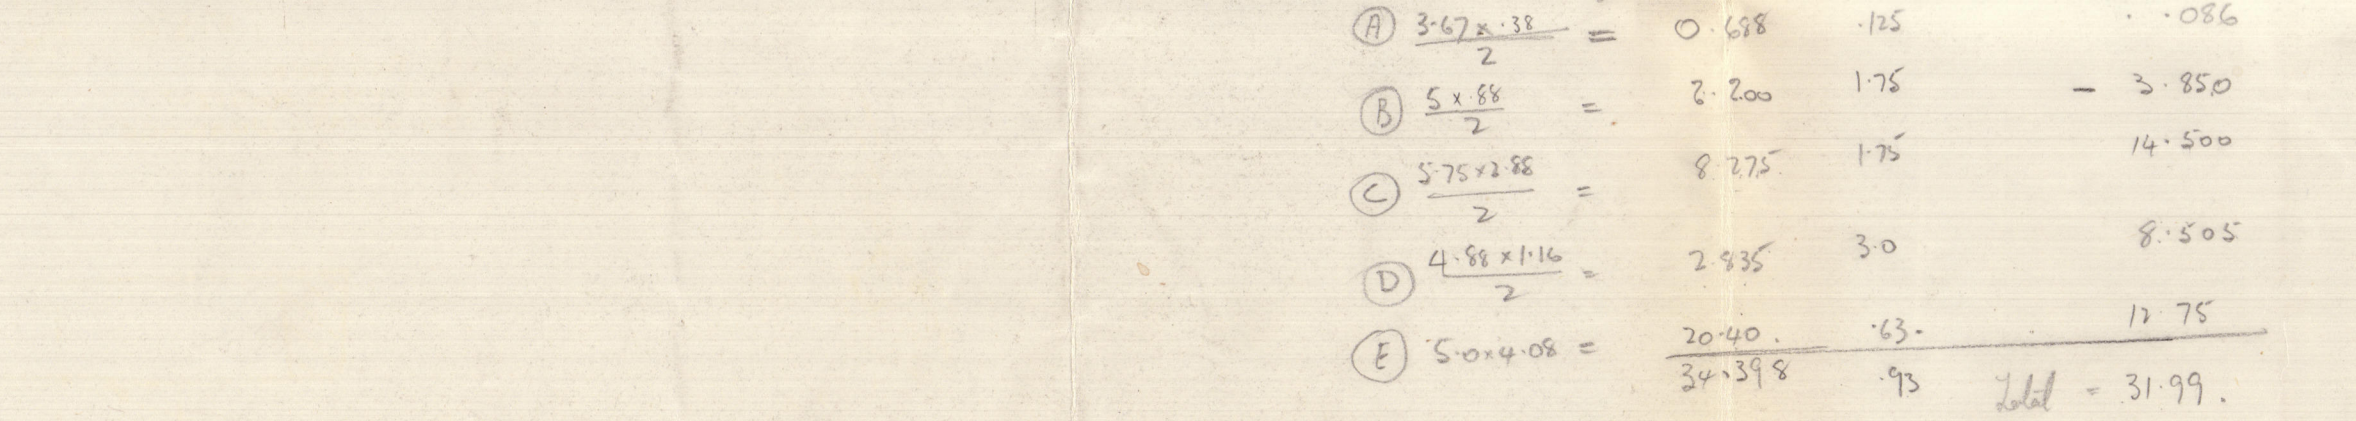 Ⓐ 3.67 × .38 / 2 = 0.688 .125 .086
Ⓑ 5 × .88 / 2 = 2.200 1.75 – 3.850
Ⓒ 5.75 × 2.88 / 2 = 8.275 1.75 14.500
Ⓓ 4.88 × 1.16 / 2 = 2.835 3.0 8.505
Ⓔ 5.0 × 4.08 = 20.40. .63. 12.75
34.398 .93 Total = 31.99.